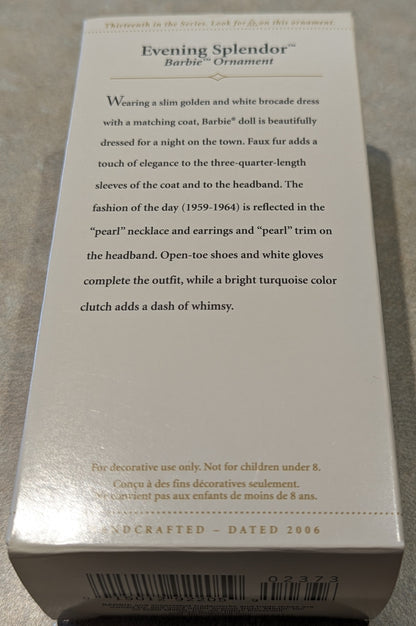 Thirteenth in the Series. Look for on this ornament.
Evening Splendor™
Barbie™ Ornament
Wearing a slim golden and white brocade dress
with a matching coat, Barbie® doll is beautifully
dressed for a night on the town. Faux fur adds a
touch of elegance to the three-quarter-length
sleeves of the coat and to the headband. The
fashion of the day (1959-1964) is reflected in the
“pearl” necklace and earrings and “pearl” trim on
the headband. Open-toe shoes and white gloves
complete the outfit, while a bright turquoise color
clutch adds a dash of whimsy.
For decorative use only. Not for children under 8.
Conçu à des fins décoratives seulement.
Ne convient pas aux enfants de moins de 8 ans.
HANDCRAFTED – DATED 2006
02373